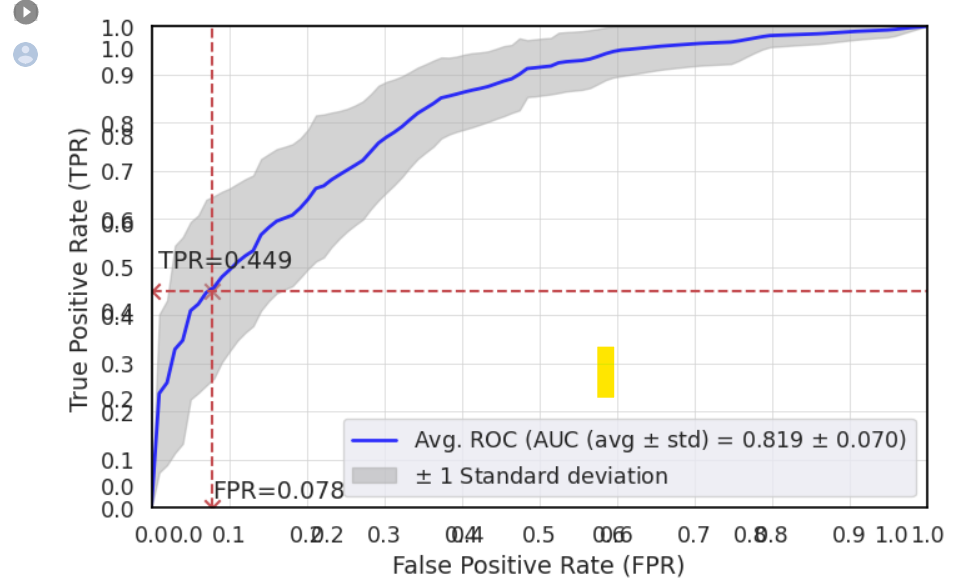 1.0
1.0
0.9
0.8
0.8
0.7
0.6
0.6
0.5
0.4
0.4
0.3
0.2
0.2
0.1
0.0
0.0
True Positive Rate (TPR)
TPR=0.449
FPR=0.078
Avg. ROC (AUC (avg ± std) = 0.819 ± 0.070)
± 1 Standard deviation
0.0 0.0 0.1 0.2 0.2 0.3 0.4 0.4 0.5 0.6 0.6 0.7 0.8 0.8 0.9 1.0 1.0
False Positive Rate (FPR)